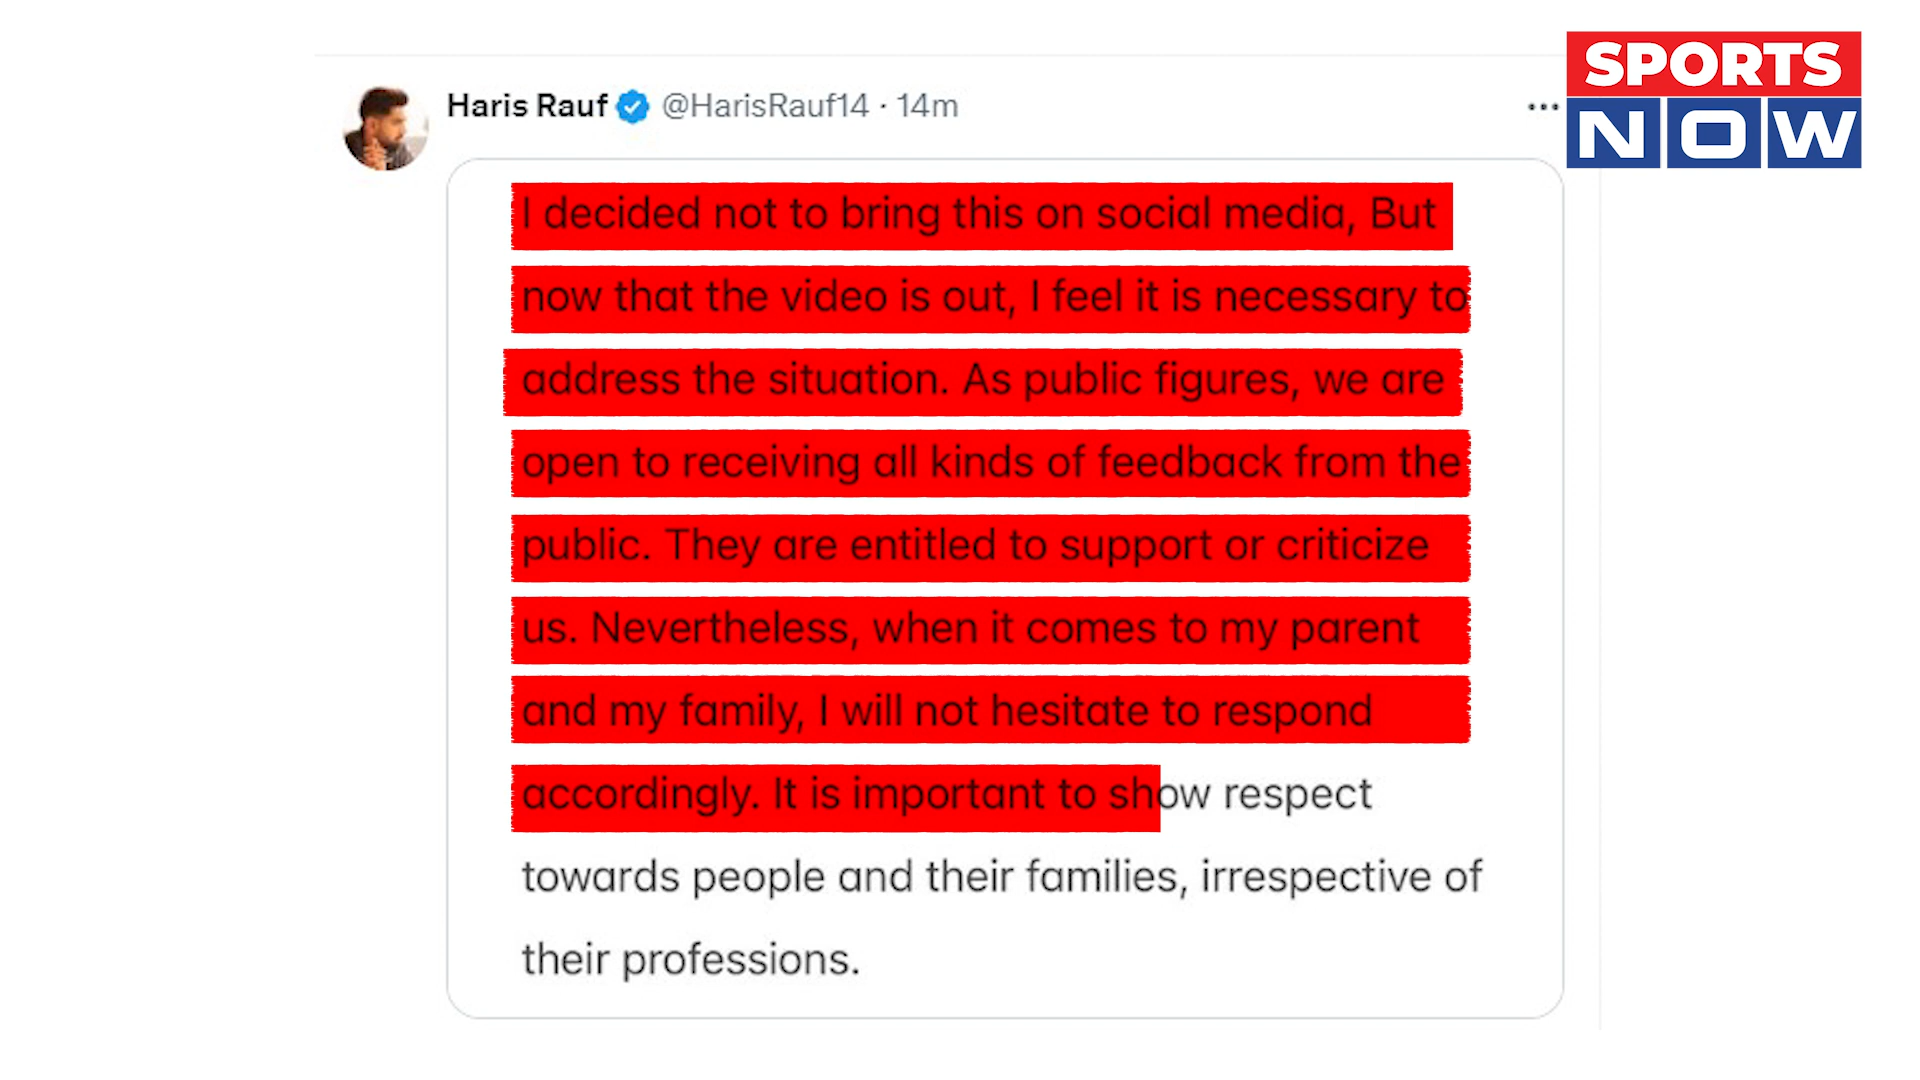 SPORTS
NOW
Haris Rauf @HarisRauf14 · 14m
I decided not to bring this on social media, But
now that the video is out, I feel it is necessary to
address the situation. As public figures, we are
open to receiving all kinds of feedback from the
public. They are entitled to support or criticize
us. Nevertheless, when it comes to my parent
and my family, I will not hesitate to respond
accordingly. It is important to show respect
towards people and their families, irrespective of
their professions.